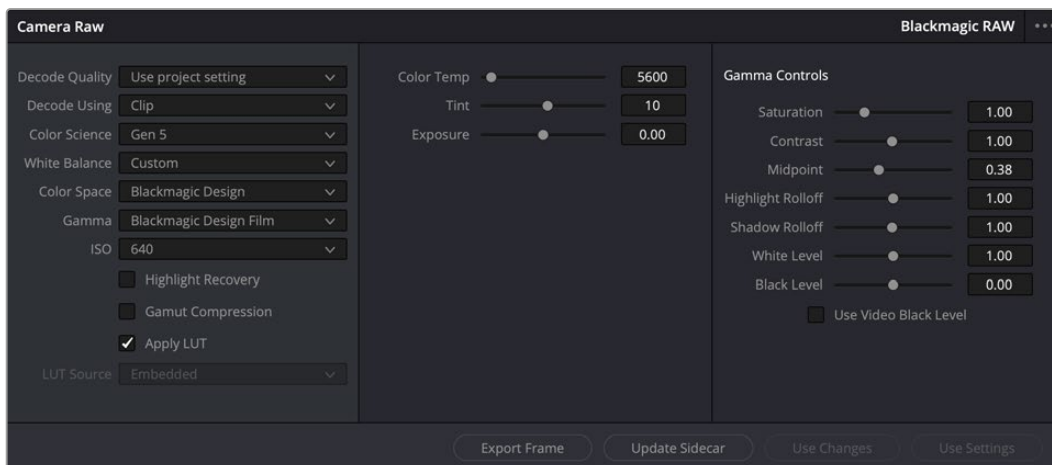 Camera Raw
Blackmagic RAW
Decode Quality Use project setting
Decode Using Clip
Color Science Gen 5
White Balance Custom
Color Space Blackmagic Design
Gamma Blackmagic Design Film
ISO 640
Highlight Recovery
Gamut Compression
Apply LUT
LUT Source Embedded
Color Temp 5600
Tint 10
Exposure 0.00
Gamma Controls
Saturation 1.00
Contrast 1.00
Midpoint 0.38
Highlight Rolloff 1.00
Shadow Rolloff 1.00
White Level 1.00
Black Level 0.00
Use Video Black Level
Export Frame
Update Sidecar
Use Changes
Use Settings